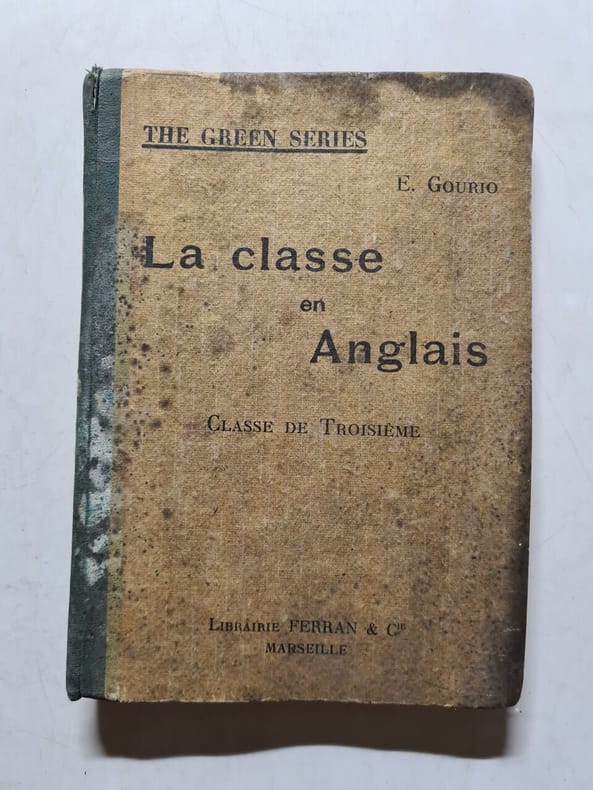 THE GREEN SERIES
E. GOURIO
La classe
en
Anglais
CLASSE DE TROISIÈME
LIBRAIRIE FERRAN & Cie
MARSEILLE